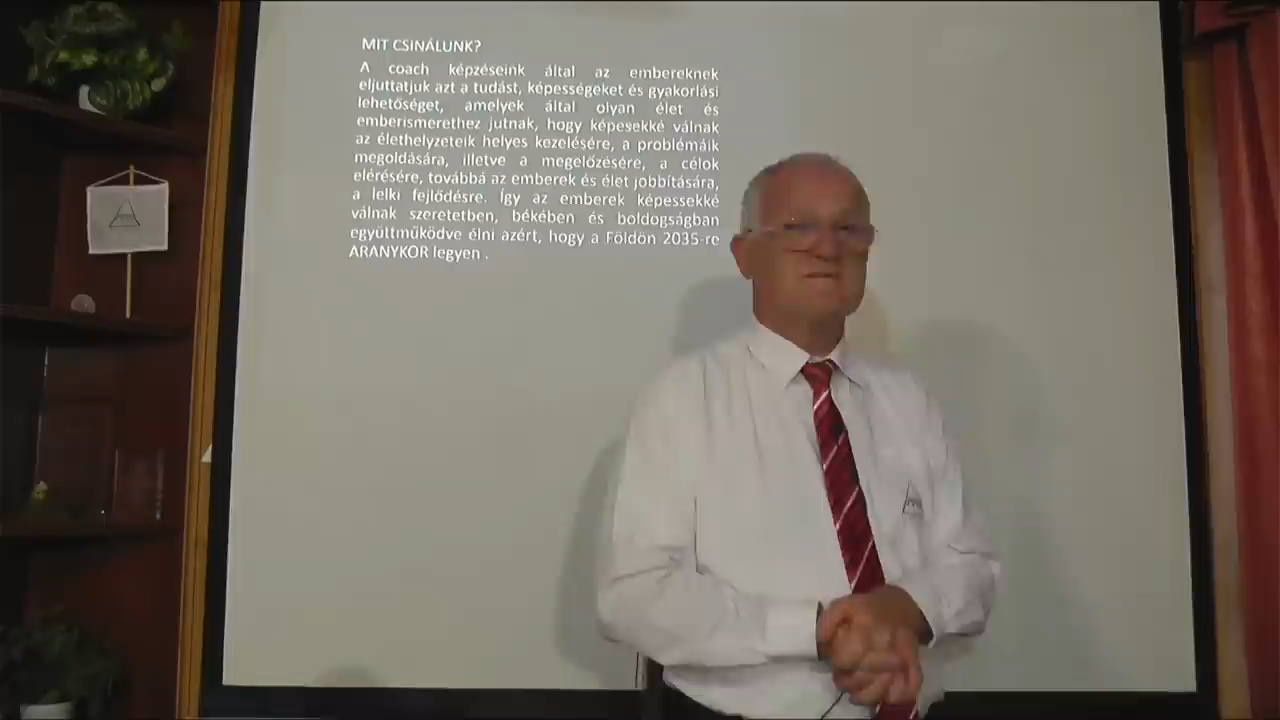 MIT CSINÁLUNK?
A coach képzéseink által az embereknek
eljuttatjuk azt a tudást, képességeket és gyakorlási
lehetőséget, amelyek által olyan élet és
emberismerethez jutnak, hogy képesekké válnak
az élethelyzeteik helyes kezelésére, a problémáik
megoldására, illetve a megelőzésére, a célok
elérésére, továbbá az emberek és élet jobbítására,
a lelki fejlődésre. Így az emberek képessekké
válnak szeretetben, békében és boldogságban
együttműködve élni azért, hogy a Földön 2035-re
ARANYKOR legyen .